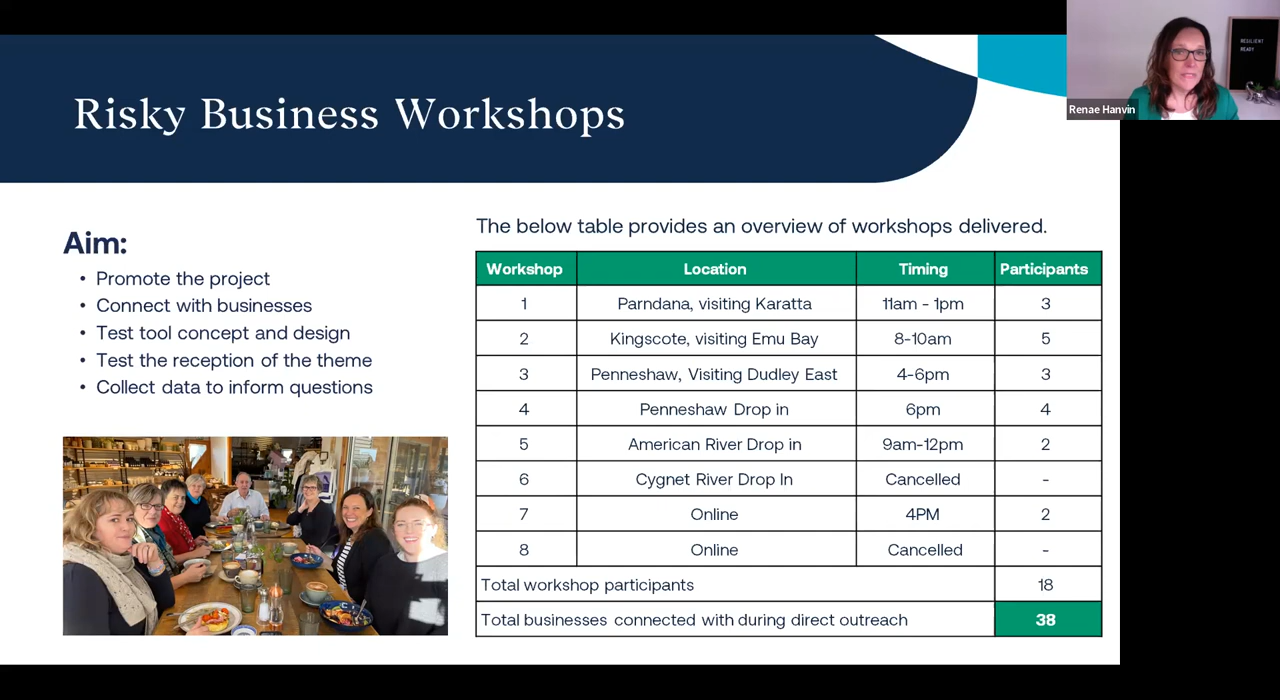 Risky Business Workshops
RESILIENT
READY
Renae Hanvin
Aim:
• Promote the project
• Connect with businesses
• Test tool concept and design
• Test the reception of the theme
• Collect data to inform questions
The below table provides an overview of workshops delivered.
Workshop Location Timing Participants
1 Parndana, visiting Karatta 11am - 1pm 3
2 Kingscote, visiting Emu Bay 8-10am 5
3 Penneshaw, Visiting Dudley East 4-6pm 3
4 Penneshaw Drop in 6pm 4
5 American River Drop in 9am-12pm 2
6 Cygnet River Drop In Cancelled -
7 Online 4PM 2
8 Online Cancelled -
Total workshop participants 18
Total businesses connected with during direct outreach 38